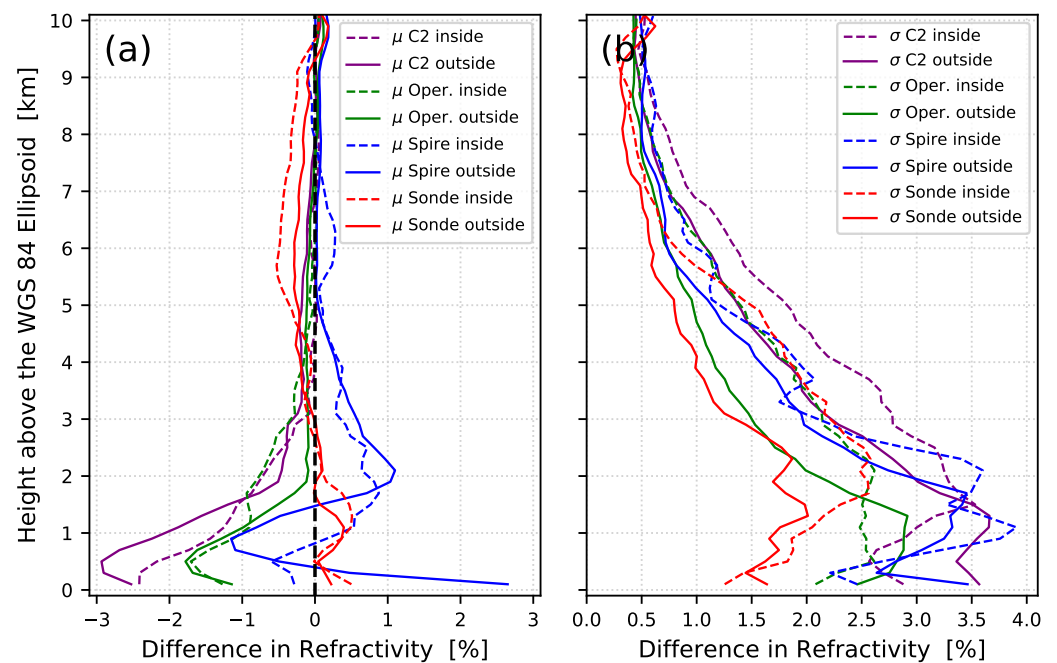 (a)
μ C2 inside
μ C2 outside
μ Oper. inside
μ Oper. outside
μ Spire inside
μ Spire outside
μ Sonde inside
μ Sonde outside
10
9
8
7
6
5
4
3
2
1
0
Height above the WGS 84 Ellipsoid [km]
−3 −2 −1 0 1 2 3
Difference in Refractivity [%]
(b)
σ C2 inside
σ C2 outside
σ Oper. inside
σ Oper. outside
σ Spire inside
σ Spire outside
σ Sonde inside
σ Sonde outside
0.0 0.5 1.0 1.5 2.0 2.5 3.0 3.5 4.0
Difference in Refractivity [%]